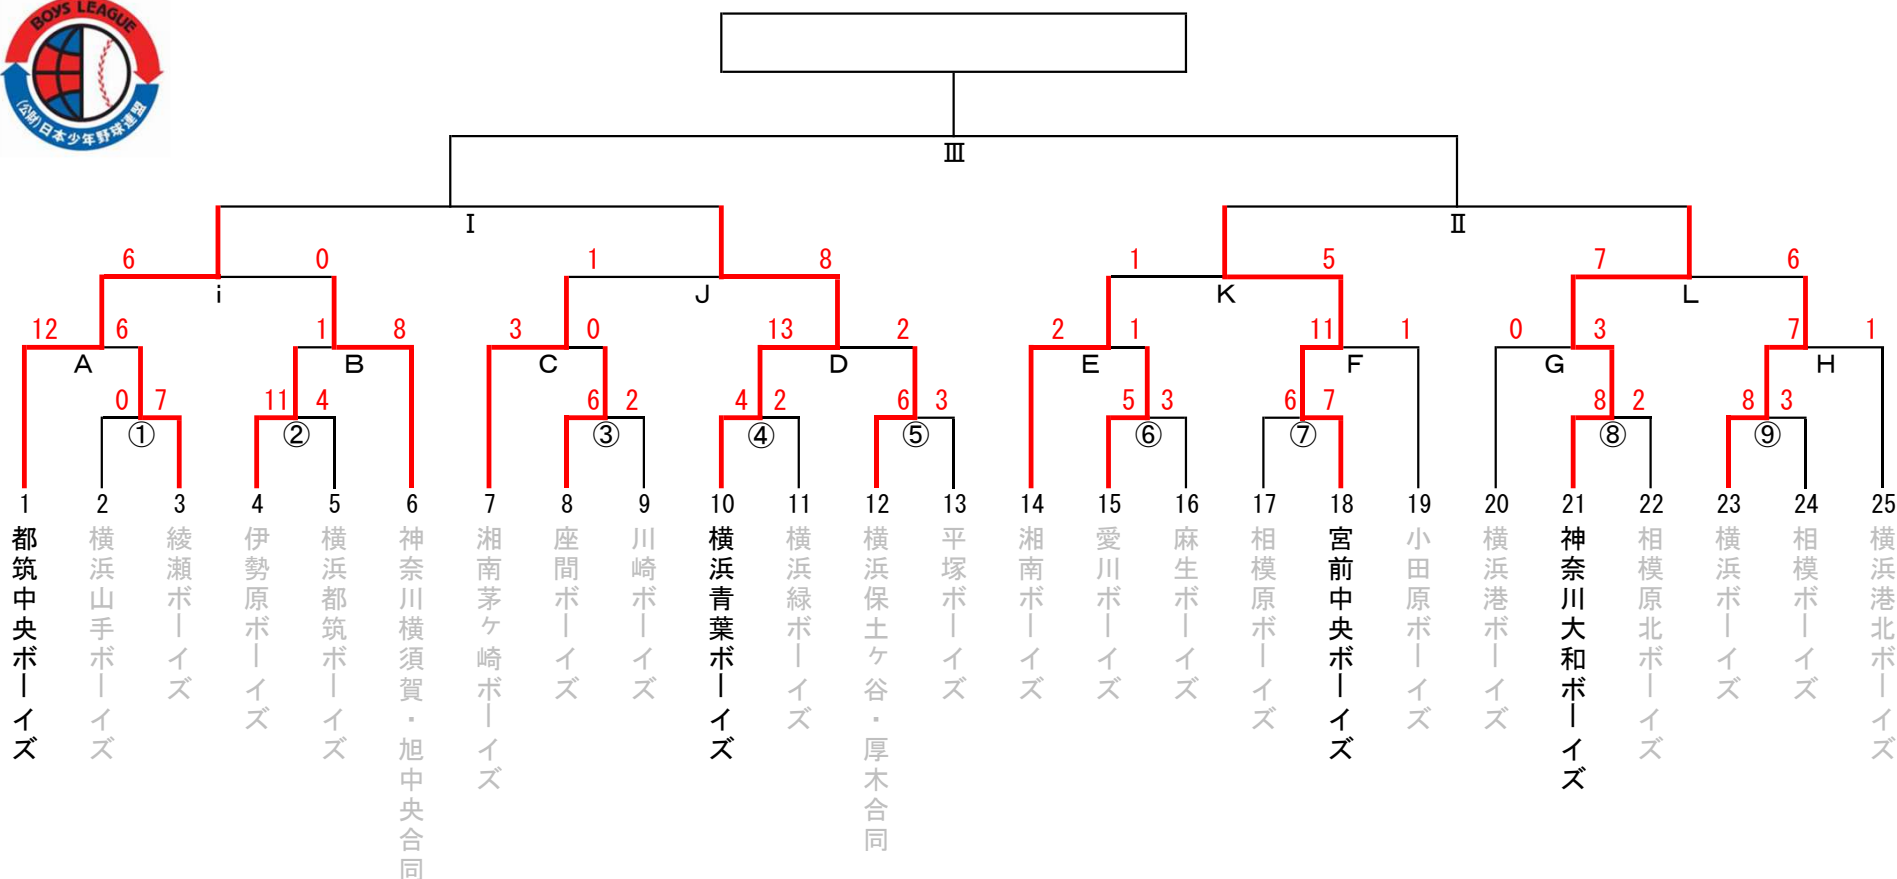 BOYS LEAGUE
(公財)日本少年野球連盟
Ⅲ
Ⅰ
Ⅱ
6 0 1 8 1 5 7 6
i J K L
12 6 1 8 3 0 13 2 2 1 11 1 0 3 7 1
A B C D E F G H
0 7 11 4 6 2 4 2 6 3 5 3 6 7 8 2 8 3
① ② ③ ④ ⑤ ⑥ ⑦ ⑧ ⑨
1 2 3 4 5 6 7 8 9 10 11 12 13 14 15 16 17 18 19 20 21 22 23 24 25
都筑中央ボーイズ
横浜山手ボーイズ
綾瀬ボーイズ
伊勢原ボーイズ
横浜都筑ボーイズ
神奈川横須賀・旭中央合同
湘南茅ケ崎ボーイズ
座間ボーイズ
川崎ボーイズ
横浜青葉ボーイズ
横浜緑ボーイズ
横浜保土ケ谷・厚木合同
平塚ボーイズ
湘南ボーイズ
愛川ボーイズ
麻生ボーイズ
相模原ボーイズ
宮前中央ボーイズ
小田原ボーイズ
横浜港ボーイズ
神奈川大和ボーイズ
相模原北ボーイズ
横浜ボーイズ
相模ボーイズ
横浜港北ボーイズ